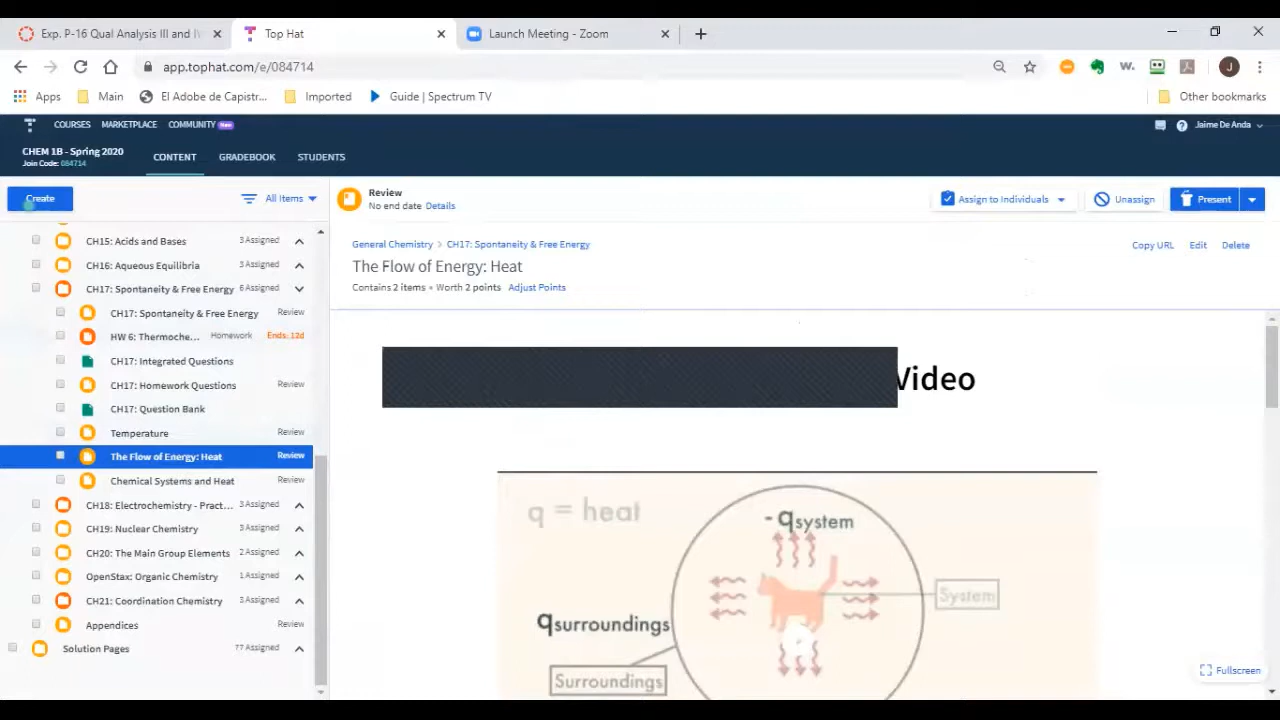 Exp. P-16 Qual Analysis III and IV
Top Hat
Launch Meeting - Zoom
app.tophat.com/e/084714
Apps
Main
El Adobe de Capistr...
Imported
Guide | Spectrum TV
Other bookmarks
COURSES
MARKETPLACE
COMMUNITY
Jaime De Anda
CHEM 1B - Spring 2020
Join Code: 084714
CONTENT
GRADEBOOK
STUDENTS
Create
All Items
Review
No end date Details
Assign to Individuals
Unassign
Present
CH15: Acids and Bases 3 Assigned
CH16: Aqueous Equilibria 3 Assigned
CH17: Spontaneity & Free Energy 6 Assigned
CH17: Spontaneity & Free Energy Review
HW 6: Thermoche... Homework Ends: 12d
CH17: Integrated Questions
CH17: Homework Questions Review
CH17: Question Bank
Temperature Review
The Flow of Energy: Heat Review
Chemical Systems and Heat Review
CH18: Electrochemistry - Pract... 3 Assigned
CH19: Nuclear Chemistry 3 Assigned
CH20: The Main Group Elements 2 Assigned
OpenStax: Organic Chemistry 1 Assigned
CH21: Coordination Chemistry 3 Assigned
Appendices Review
Solution Pages 77 Assigned
General Chemistry > CH17: Spontaneity & Free Energy
Copy URL
Edit
Delete
The Flow of Energy: Heat
Contains 2 items • Worth 2 points Adjust Points
Video
q = heat
- qsystem
System
qsurroundings
Surroundings
Fullscreen